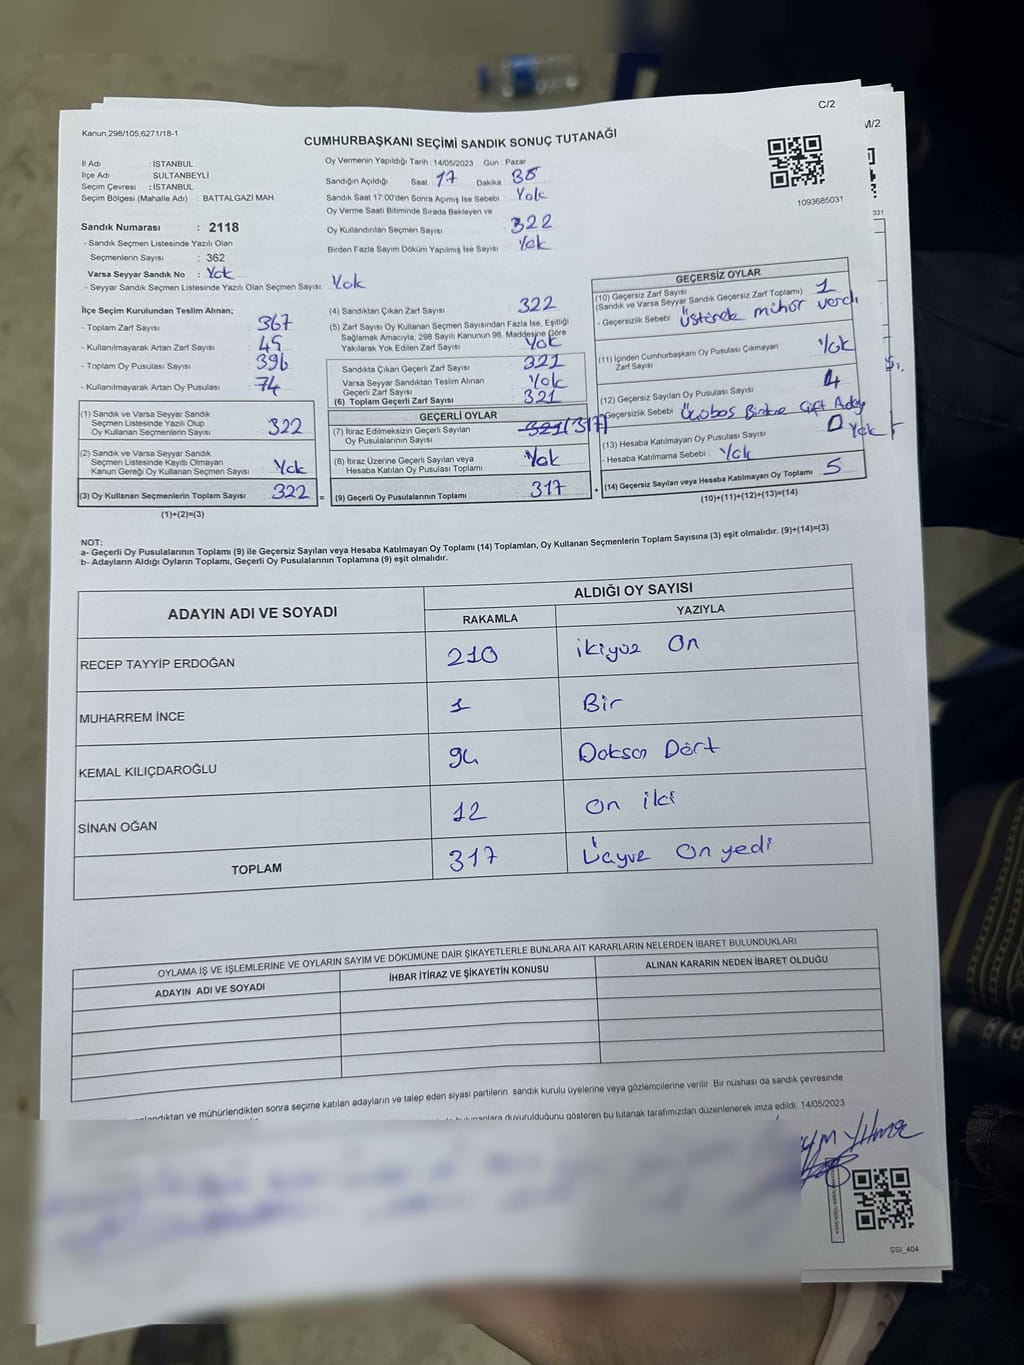 C/2
M/2
Kanun,298/105,6271/18-1
CUMHURBAŞKANI SEÇİMİ SANDIK SONUÇ TUTANAĞI
1093685031
331
İl Adı : İSTANBUL
İlçe Adı : SULTANBEYLİ
Seçim Çevresi : İSTANBUL
Seçim Bölgesi (Mahalle Adı) : BATTALGAZİ MAH.
Sandık Numarası : 2118
- Sandık Seçmen Listesinde Yazılı Olan
Seçmenlerin Sayısı : 362
Varsa Seyyar Sandık No : Yok
- Seyyar Sandık Seçmen Listesinde Yazılı Olan Seçmen Sayısı: Yok
Oy Vermenin Yapıldığı Tarih : 14/05/2023 Gün : Pazar
Sandığın Açıldığı Saat 17 Dakika
Sandık Saat 17:00'den Sonra Açımış İse Sebebi Yok
Oy Verme Saati Bitiminde Sırada Bekleyen ve
Oy Kullandırılan Seçmen Sayısı 322
Birden Fazla Sayım Döküm Yapılmış İse Sayısı Yok
İlçe Seçim Kurulundan Teslim Alınan;
- Toplam Zarf Sayısı 367
- Kullanılmayarak Artan Zarf Sayısı 45
- Toplam Oy Pusulası Sayısı 396
- Kullanılmayarak Artan Oy Pusulası 74
(1) Sandık ve Varsa Seyyar Sandık
Seçmen Listesinde Yazılı Olup
Oy Kullanan Seçmenlerin Sayısı 322
(2) Sandık ve Varsa Seyyar Sandık
Seçmen Listesinde Kayıtlı Olmayan
Kanun Gereği Oy Kullanan Seçmen Sayısı Yok
(3) Oy Kullanan Seçmenlerin Toplam Sayısı 322 =
(1)+(2)=(3)
(4) Sandıktan Çıkan Zarf Sayısı 322
(5) Zarf Sayısı Oy Kullanan Seçmen Sayısından Fazla İse, Eşitliği
Sağlamak Amacıyla; 298 Sayılı Kanunun 98. Maddesine Göre
Yakılarak Yok Edilen Zarf Sayısı Yok
Sandıkta Çıkan Geçerli Zarf Sayısı 321
Varsa Seyyar Sandıktan Teslim Alınan
Geçerli Zarf Sayısı Yok
(6) Toplam Geçerli Zarf Sayısı 321
GEÇERLİ OYLAR
(7) İtiraz Edilmeksizin Geçerli Sayılan
Oy Pusulalarının Sayısı 321 (317)
(8) İtiraz Üzerine Geçerli Sayılan veya
Hesaba Katılan Oy Pusulası Toplamı Yok
(9) Geçerli Oy Pusulalarının Toplamı 317 +
GEÇERSİZ OYLAR
(10) Geçersiz Zarf Sayısı 1
(Sandık ve Varsa Seyyar Sandık Geçersiz Zarf Toplamı)
- Geçersizlik Sebebi : Üstünde mühür vardı
(11) İçinden Cumhurbaşkanı Oy Pusulası Çıkmayan
Zarf Sayısı Yok
(12) Geçersiz Sayılan Oy Pusulası Sayısı 4
Geçersizlik Sebebi : Çift Aday
(13) Hesaba Katılmayan Oy Pusulası Sayısı 0 Yok
- Hesaba Katılmama Sebebi : Yok
(14) Geçersiz Sayılan veya Hesaba Katılmayan Oy Toplamı 5
(10)+(11)+(12)+(13)=(14)
NOT:
a- Geçerli Oy Pusulalarının Toplamı (9) ile Geçersiz Sayılan veya Hesaba Katılmayan Oy Toplamı (14) Toplamları, Oy Kullanan Seçmenlerin Toplam Sayısına (3) eşit olmalıdır. (9)+(14)=(3)
b- Adayların Aldığı Oyların Toplamı, Geçerli Oy Pusulalarının Toplamına (9) eşit olmalıdır.
ADAYIN ADI VE SOYADI ALDIĞI OY SAYISI
RAKAMLA YAZIYLA
RECEP TAYYİP ERDOĞAN 210 ikiyüz On
MUHARREM İNCE 1 Bir
KEMAL KILIÇDAROĞLU 94 Doksan Dört
SİNAN OĞAN 12 On iki
TOPLAM 317 Üçyüz Onyedi
OYLAMA İŞ VE İŞLEMLERİNE VE OYLARIN SAYIM VE DÖKÜMÜNE DAİR ŞİKAYETLERLE BUNLARA AİT KARARLARIN NELERDEN İBARET BULUNDUKLARI
ADAYIN ADI VE SOYADI İHBAR İTİRAZ VE ŞİKAYETİN KONUSU ALINAN KARARIN NEDEN İBARET OLDUĞU
mühürlendikten sonra seçime katılan adayların ve talep eden siyasi partilerin sandık kurulu üyelerine veya gözlemcilerine verilir. Bir nüshası da sandık çevresinde
duyurulduğunu gösteren bu tutanak tarafımızdan düzenlenerek imza edildi. 14/05/2023
SSİ_404